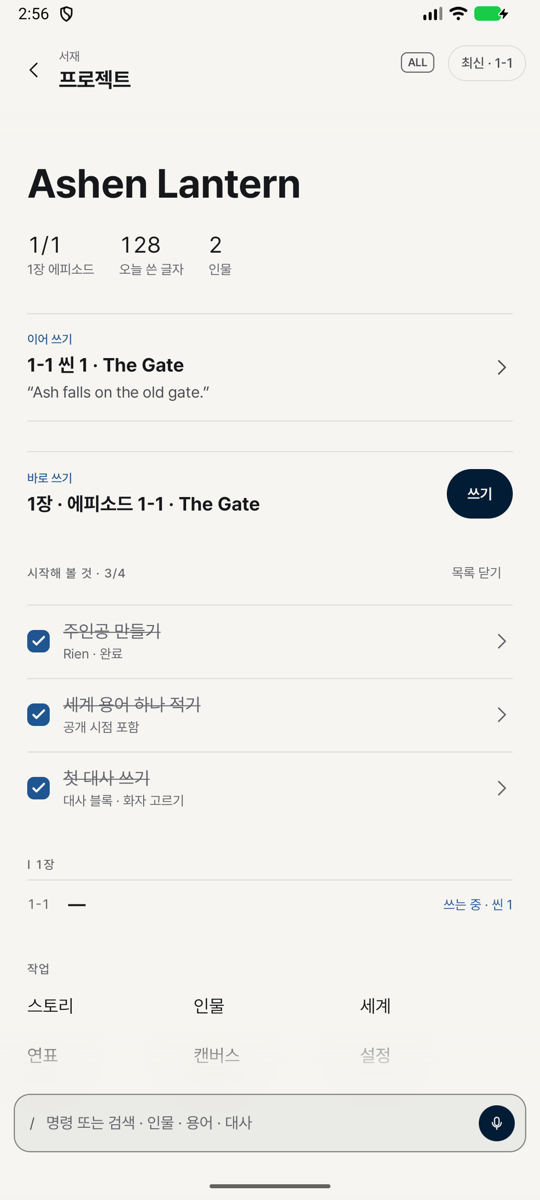 2:56
서재
프로젝트
ALL
최신 · 1-1
Ashen Lantern
1/1
1장 에피소드
128
오늘 쓴 글자
2
인물
이어 쓰기
1-1 씬 1 · The Gate
“Ash falls on the old gate.”
바로 쓰기
1장 · 에피소드 1-1 · The Gate
쓰기
시작해 볼 것 · 3/4
목록 닫기
주인공 만들기
Rien · 완료
세계 용어 하나 적기
공개 시점 포함
첫 대사 쓰기
대사 블록 · 화자 고르기
I 1장
1-1 —
쓰는 중 · 씬 1
작업
스토리 인물 세계
연표 캔버스 설정
/ 명령 또는 검색 · 인물 · 용어 · 대사